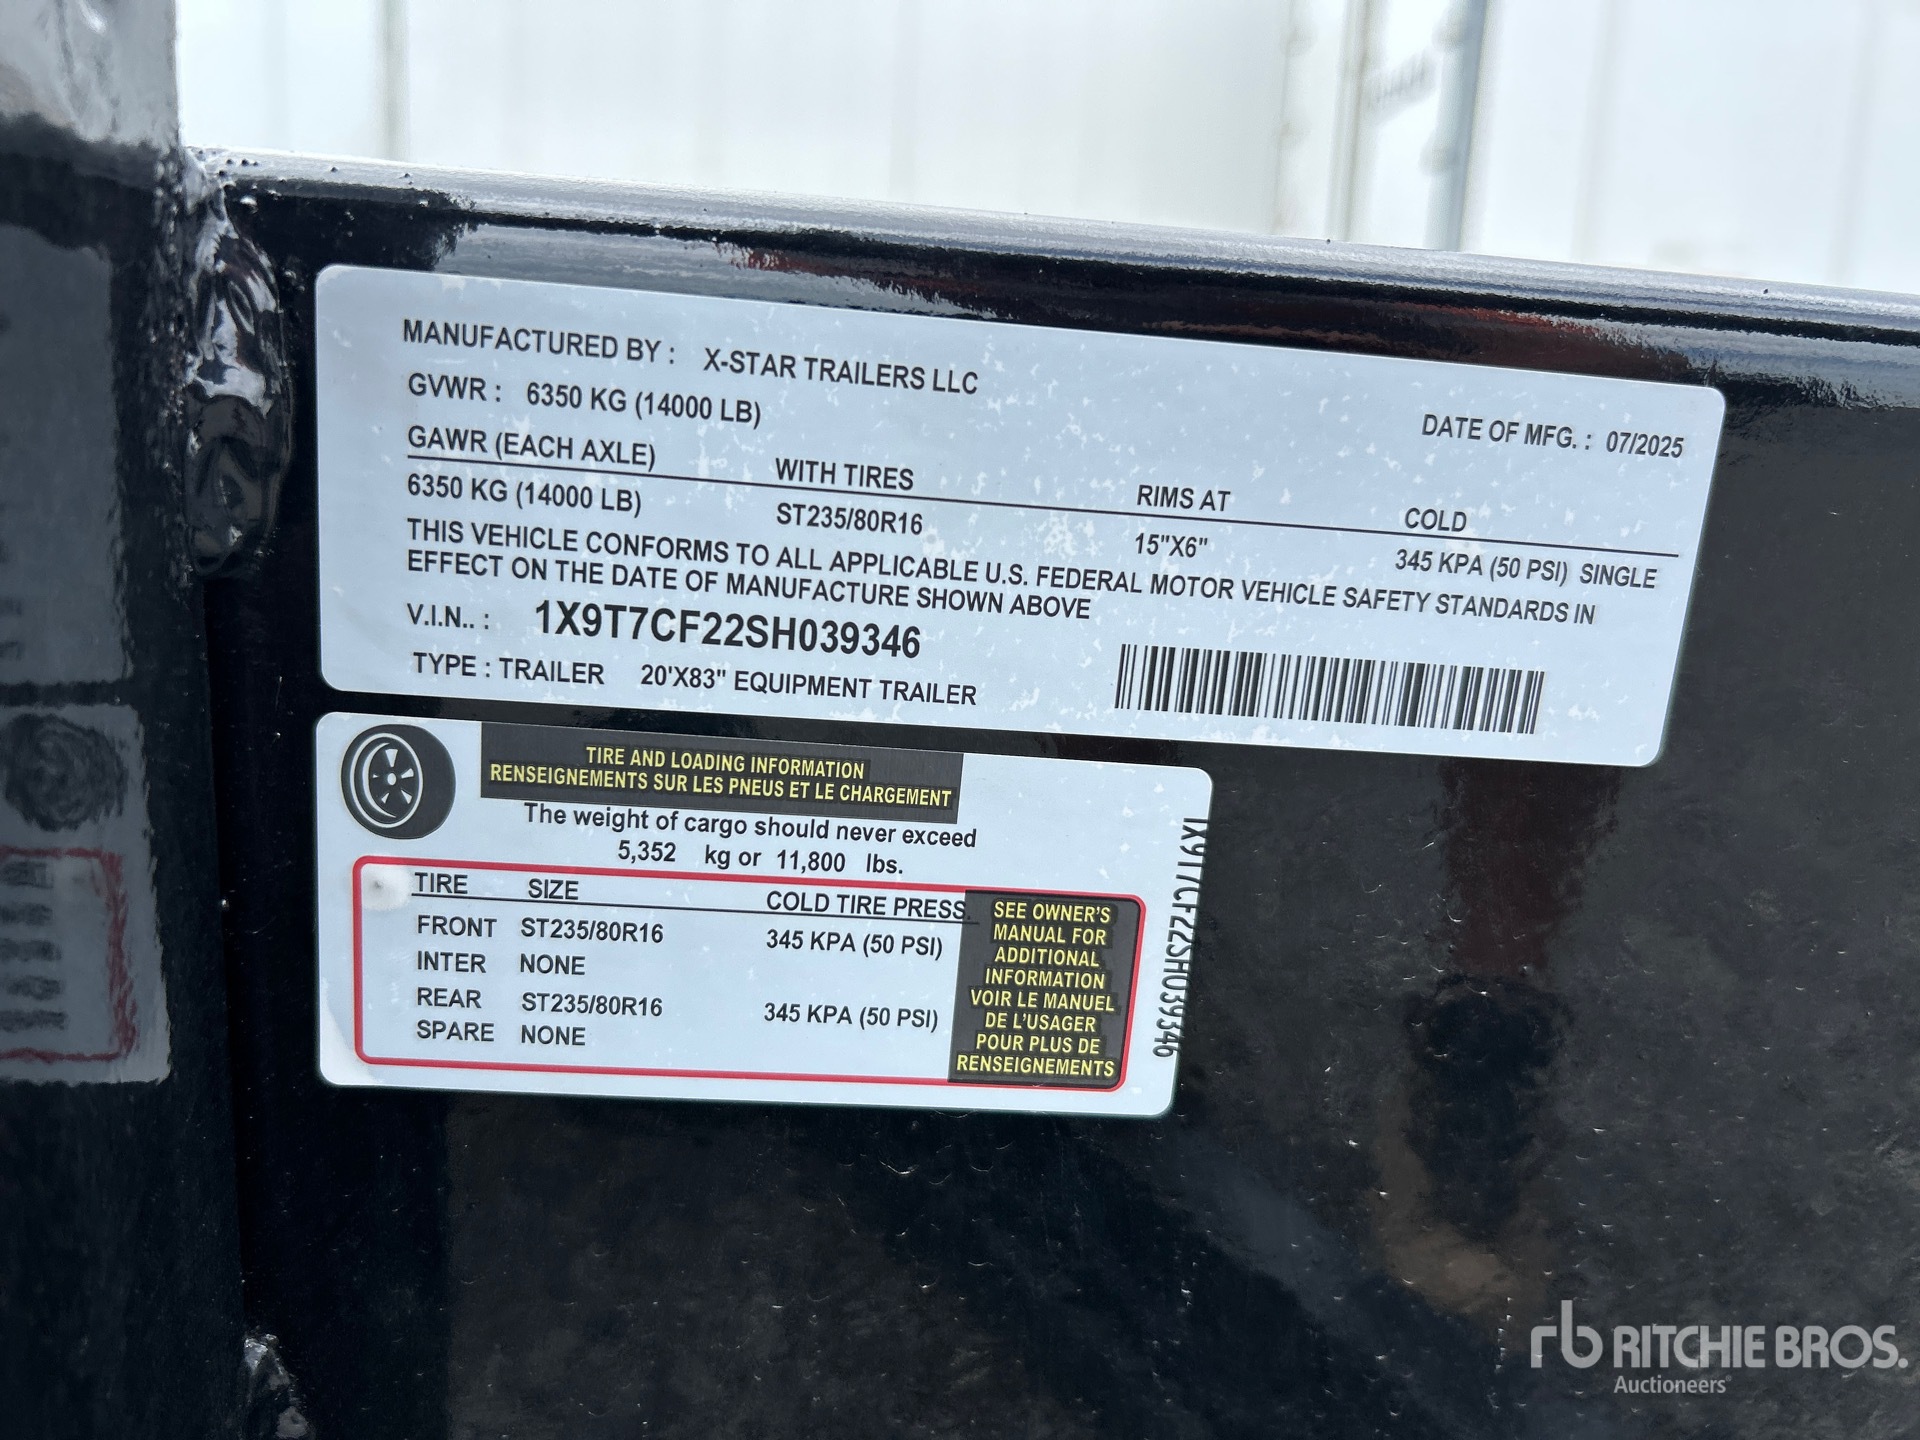 MANUFACTURED BY : X-STAR TRAILERS LLC
GVWR : 6350 KG (14000 LB)
DATE OF MFG. : 07/2025
GAWR (EACH AXLE) WITH TIRES RIMS AT COLD
6350 KG (14000 LB) ST235/80R16 15"X6" 345 KPA (50 PSI) SINGLE
THIS VEHICLE CONFORMS TO ALL APPLICABLE U.S. FEDERAL MOTOR VEHICLE SAFETY STANDARDS IN
EFFECT ON THE DATE OF MANUFACTURE SHOWN ABOVE
V.I.N.. : 1X9T7CF22SH039346
TYPE : TRAILER 20'X83" EQUIPMENT TRAILER
TIRE AND LOADING INFORMATION
RENSEIGNEMENTS SUR LES PNEUS ET LE CHARGEMENT
The weight of cargo should never exceed
5,352 kg or 11,800 lbs.
TIRE SIZE COLD TIRE PRESS.
FRONT ST235/80R16 345 KPA (50 PSI)
INTER NONE
REAR ST235/80R16 345 KPA (50 PSI)
SPARE NONE
SEE OWNER'S
MANUAL FOR
ADDITIONAL
INFORMATION
VOIR LE MANUEL
DE L'USAGER
POUR PLUS DE
RENSEIGNEMENTS
1X9T7CF22SH039346
rb RITCHIE BROS.
Auctioneers